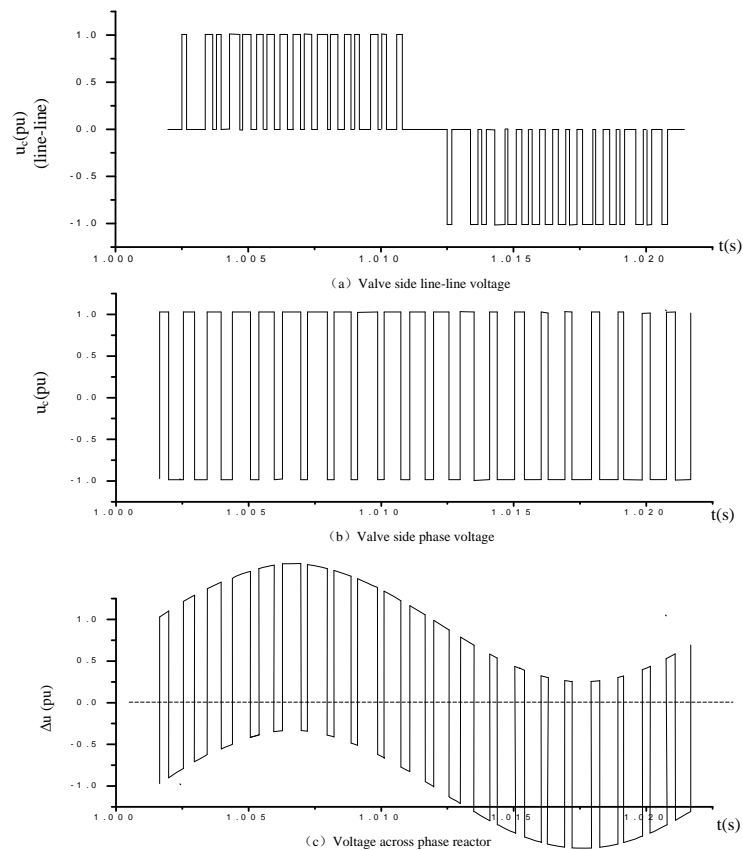 1.0
0.5
0.0
-0.5
-1.0
u_c(pu)
(line-line)
1.000 1.005 1.010 1.015 1.020
t(s)
（a）Valve side line-line voltage
1.0
0.5
0.0
-0.5
-1.0
u_c(pu)
1.000 1.005 1.010 1.015 1.020
t(s)
（b）Valve side phase voltage
1.0
0.5
0.0
-0.5
-1.0
Δu (pu)
1.000 1.005 1.010 1.015 1.020
t(s)
（c）Voltage across phase reactor